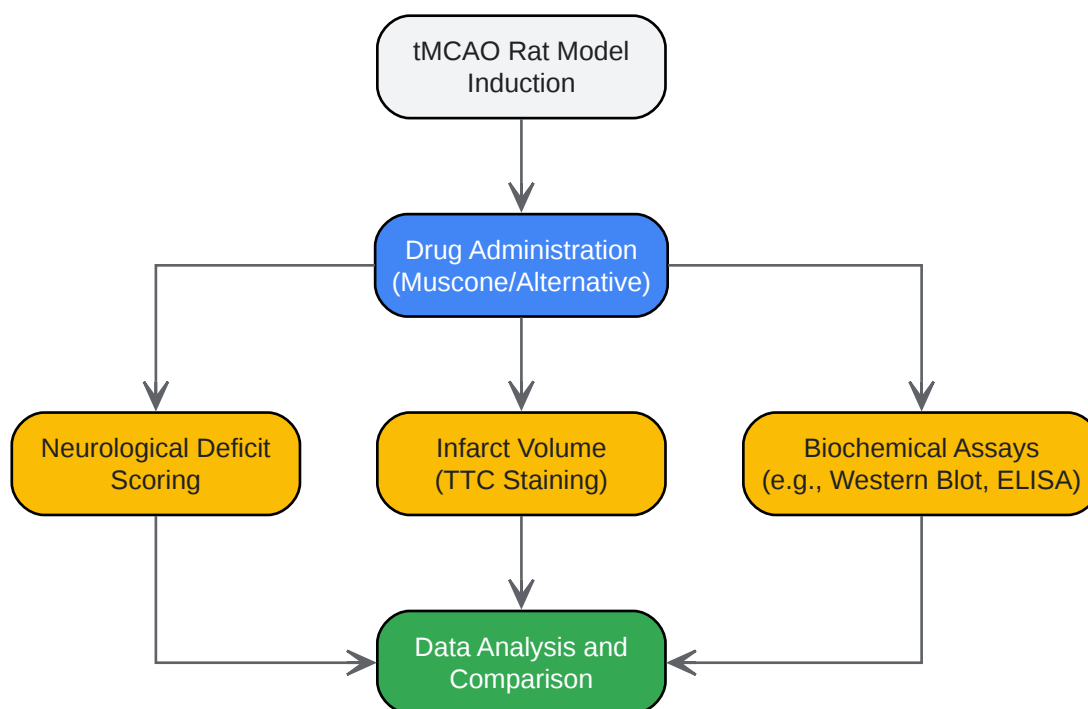 tMCAO Rat Model
Induction
Drug Administration
(Muscone/Alternative)
Neurological Deficit
Scoring
Infarct Volume
(TTC Staining)
Biochemical Assays
(e.g., Western Blot, ELISA)
Data Analysis and
Comparison